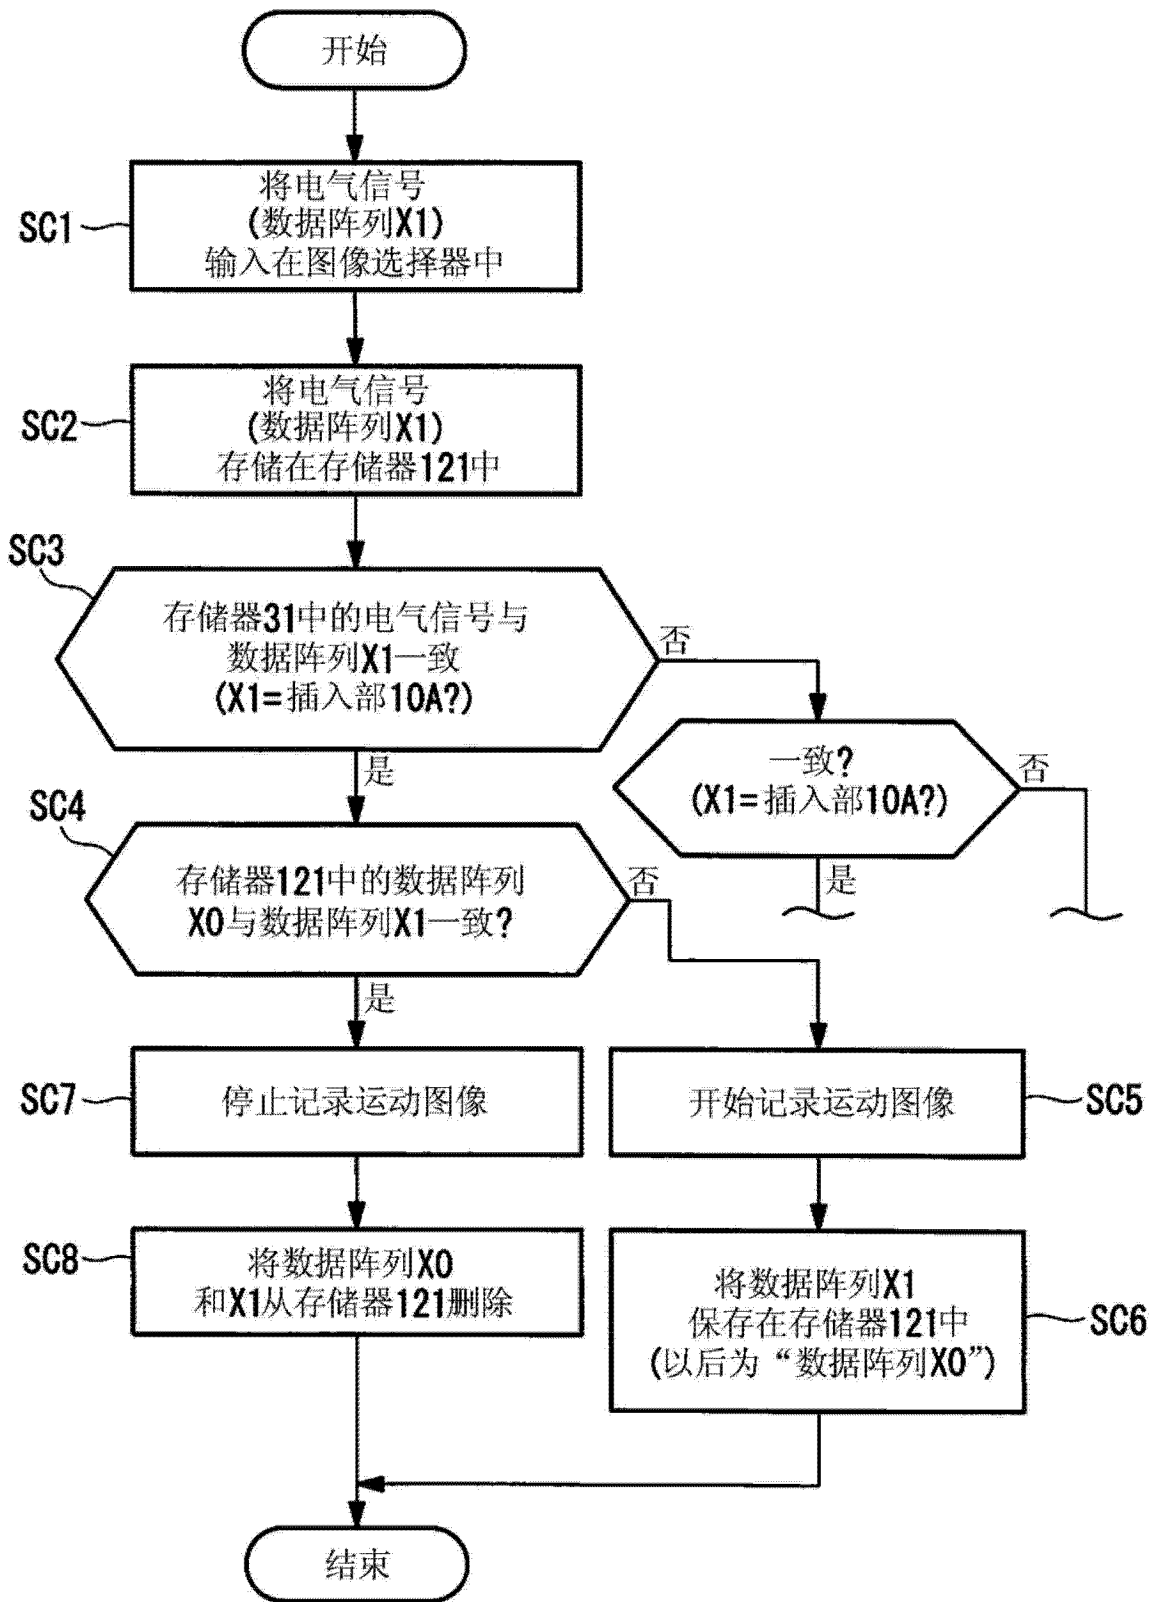 开始
SC1
将电气信号
(数据阵列X1)
输入在图像选择器中
SC2
将电气信号
(数据阵列X1)
存储在存储器121中
SC3
存储器31中的电气信号与
数据阵列X1一致
(X1=插入部10A?)
否
是
一致?
(X1=插入部10A?)
否
是
SC4
存储器121中的数据阵列
X0与数据阵列X1一致?
否
是
SC7
停止记录运动图像
开始记录运动图像
SC5
SC8
将数据阵列X0
和X1从存储器121删除
将数据阵列X1
保存在存储器121中
(以后为“数据阵列X0”)
SC6
结束